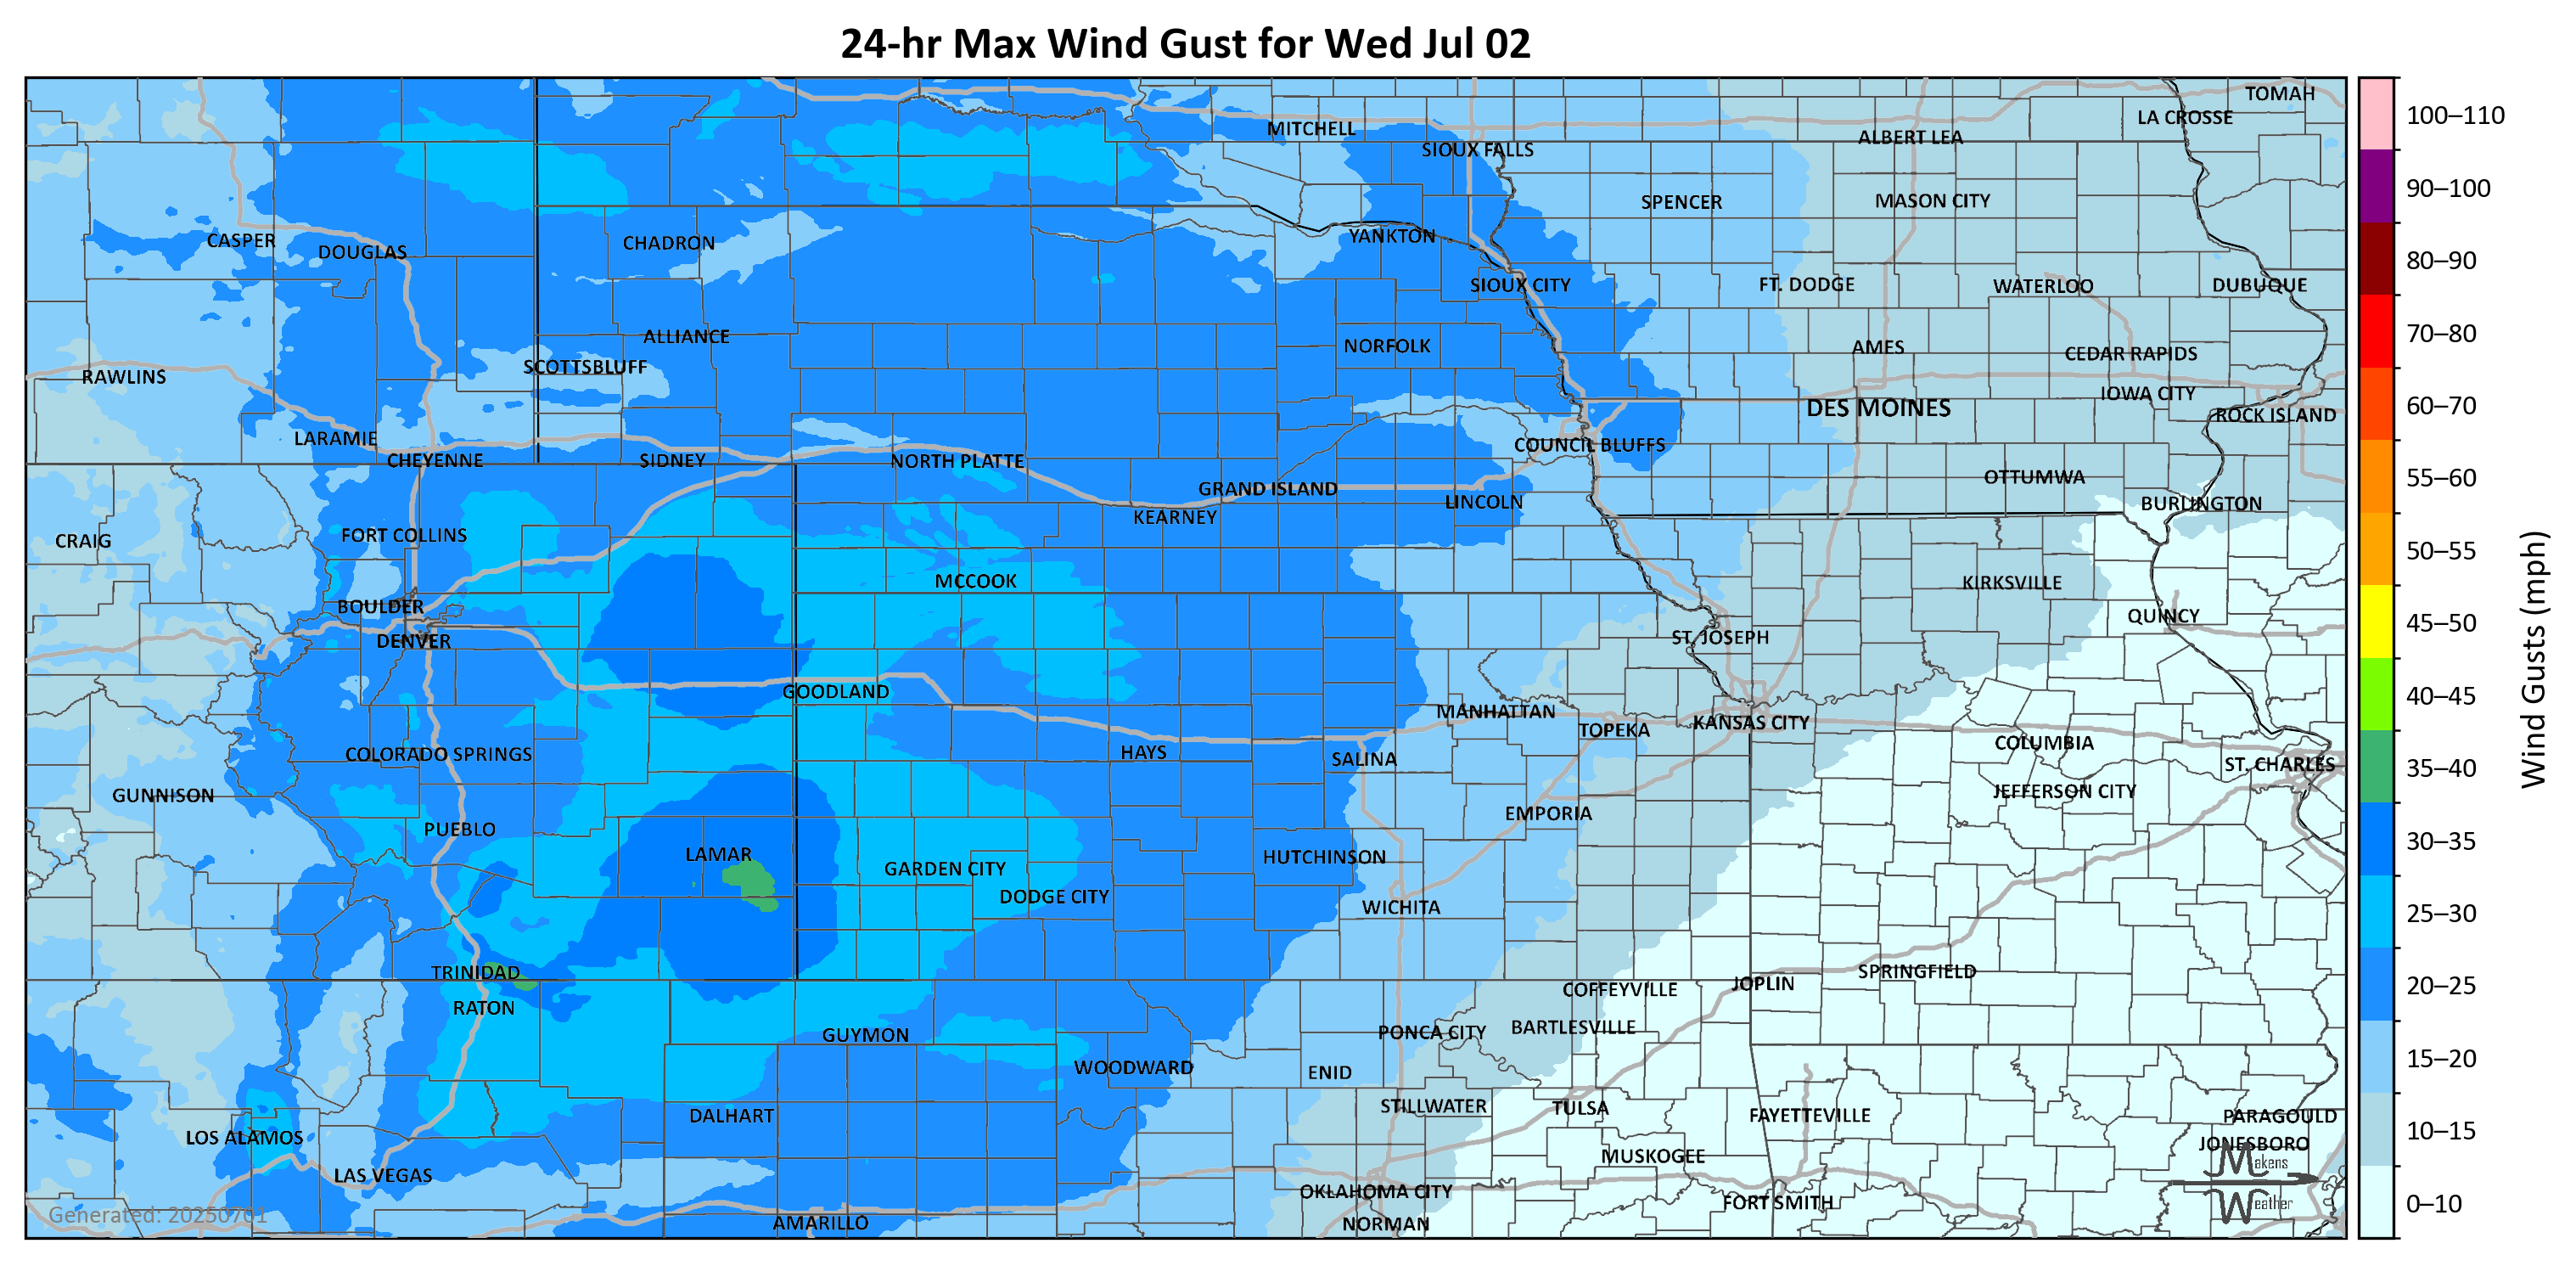 24-hr Max Wind Gust for Wed Jul 02
TOMAH
LA CROSSE
MITCHELL
ALBERT LEA
SIOUX FALLS
SPENCER
MASON CITY
YANKTON
CASPER
CHADRON
DOUGLAS
SIOUX CITY
FT. DODGE
WATERLOO
DUBUQUE
ALLIANCE
NORFOLK
AMES
CEDAR RAPIDS
SCOTTSBLUFF
RAWLINS
IOWA CITY
DES MOINES
ROCK ISLAND
LARAMIE
COUNCIL BLUFFS
CHEYENNE
SIDNEY
NORTH PLATTE
OTTUMWA
GRAND ISLAND
LINCOLN
BURLINGTON
KEARNEY
FORT COLLINS
CRAIG
MCCOOK
KIRKSVILLE
BOULDER
QUINCY
DENVER
ST. JOSEPH
GOODLAND
MANHATTAN
KANSAS CITY
TOPEKA
COLUMBIA
HAYS
COLORADO SPRINGS
SALINA
ST. CHARLES
JEFFERSON CITY
GUNNISON
EMPORIA
PUEBLO
LAMAR
HUTCHINSON
GARDEN CITY
DODGE CITY
WICHITA
TRINIDAD
SPRINGFIELD
JOPLIN
COFFEYVILLE
RATON
BARTLESVILLE
PONCA CITY
GUYMON
WOODWARD
ENID
STILLWATER
TULSA
DALHART
FAYETTEVILLE
PARAGOULD
LOS ALAMOS
JONESBORO
MUSKOGEE
LAS VEGAS
OKLAHOMA CITY
FORT SMITH
AMARILLO
NORMAN
Generated: 20250701
Makens
Weather
100–110
90–100
80–90
70–80
60–70
55–60
50–55
45–50
40–45
35–40
30–35
25–30
20–25
15–20
10–15
0–10
Wind Gusts (mph)